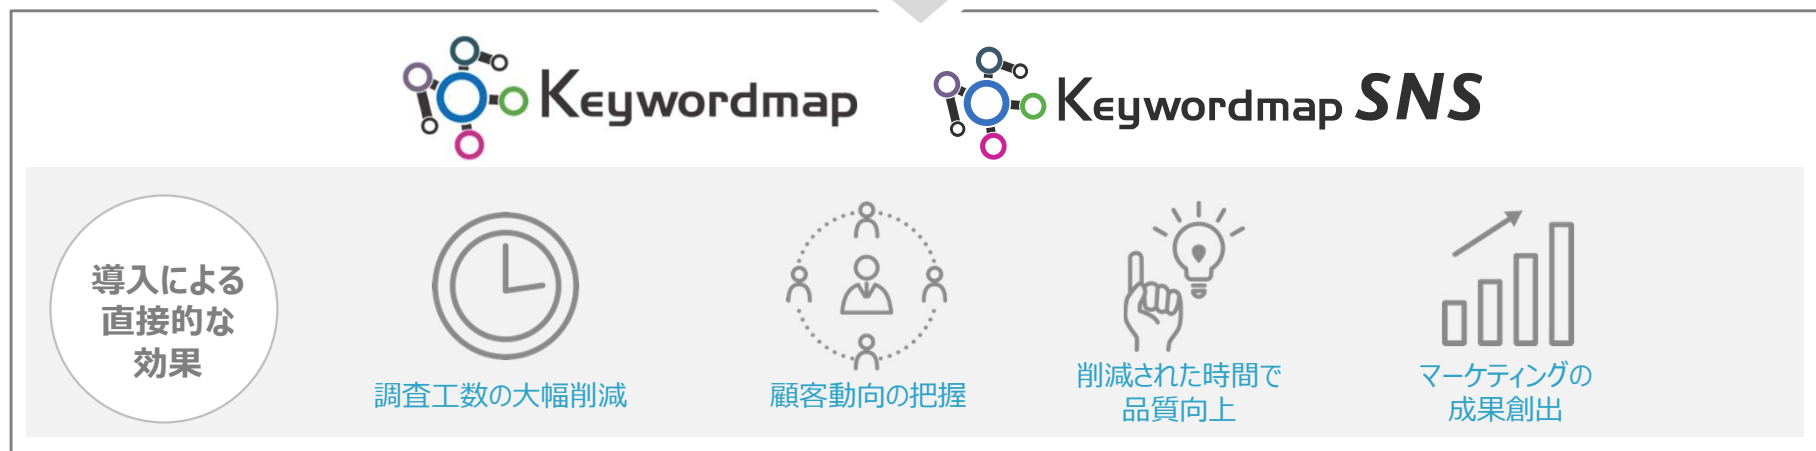 Keywordmap
Keywordmap SNS
導入による
直接的な
効果
調査工数の大幅削減
顧客動向の把握
削減された時間で
品質向上
マーケティングの
成果創出